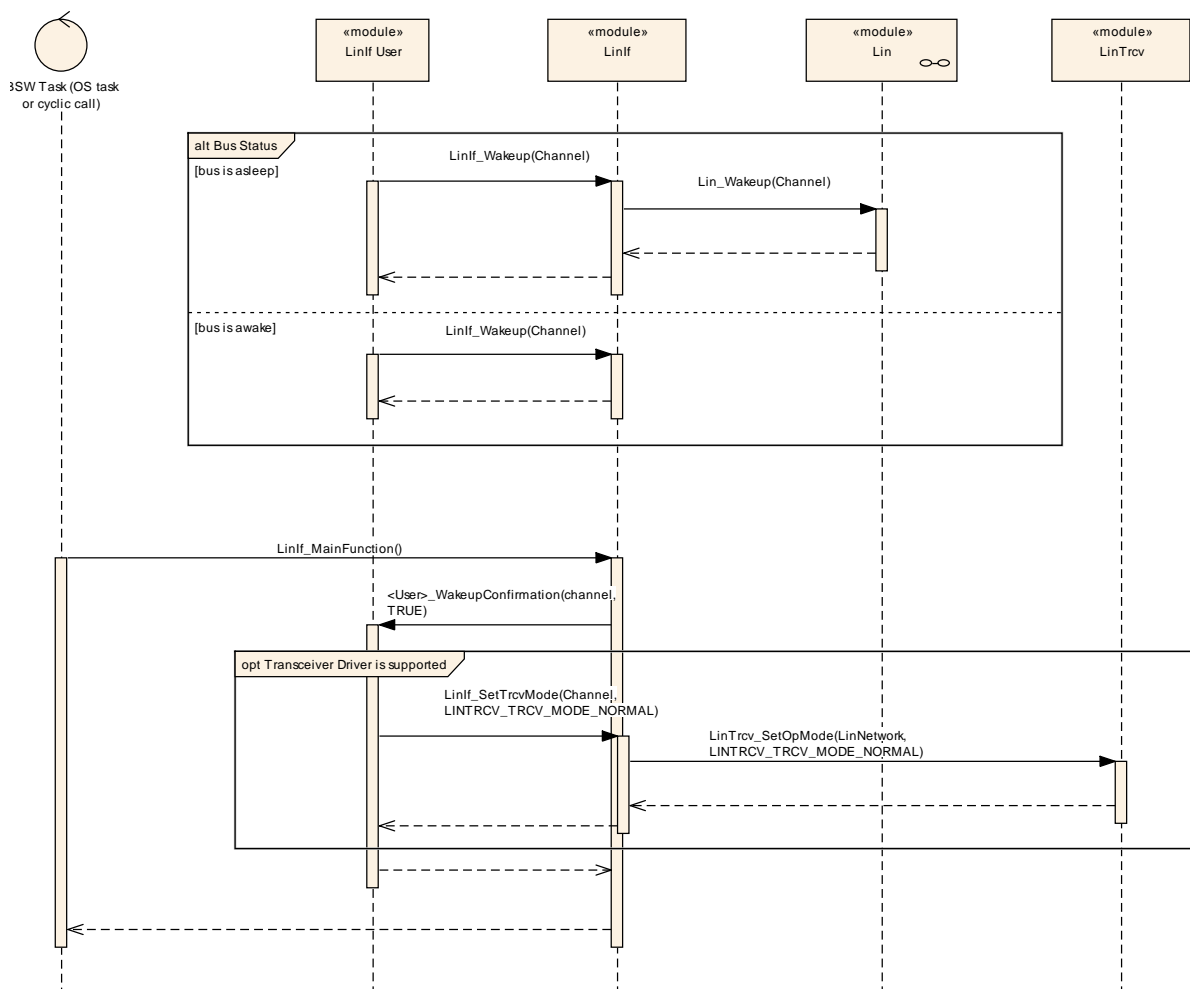 «module»
LinIf User
«module»
LinIf
«module»
Lin
«module»
LinTrcv
BSW Task (OS task
or cyclic call)
alt Bus Status
[bus is asleep]
LinIf_Wakeup(Channel)
Lin_Wakeup(Channel)
[bus is awake]
LinIf_Wakeup(Channel)
LinIf_MainFunction()
<User>_WakeupConfirmation(channel,
TRUE)
opt Transceiver Driver is supported
LinIf_SetTrcvMode(Channel,
LINTRCV_TRCV_MODE_NORMAL)
LinTrcv_SetOpMode(LinNetwork,
LINTRCV_TRCV_MODE_NORMAL)